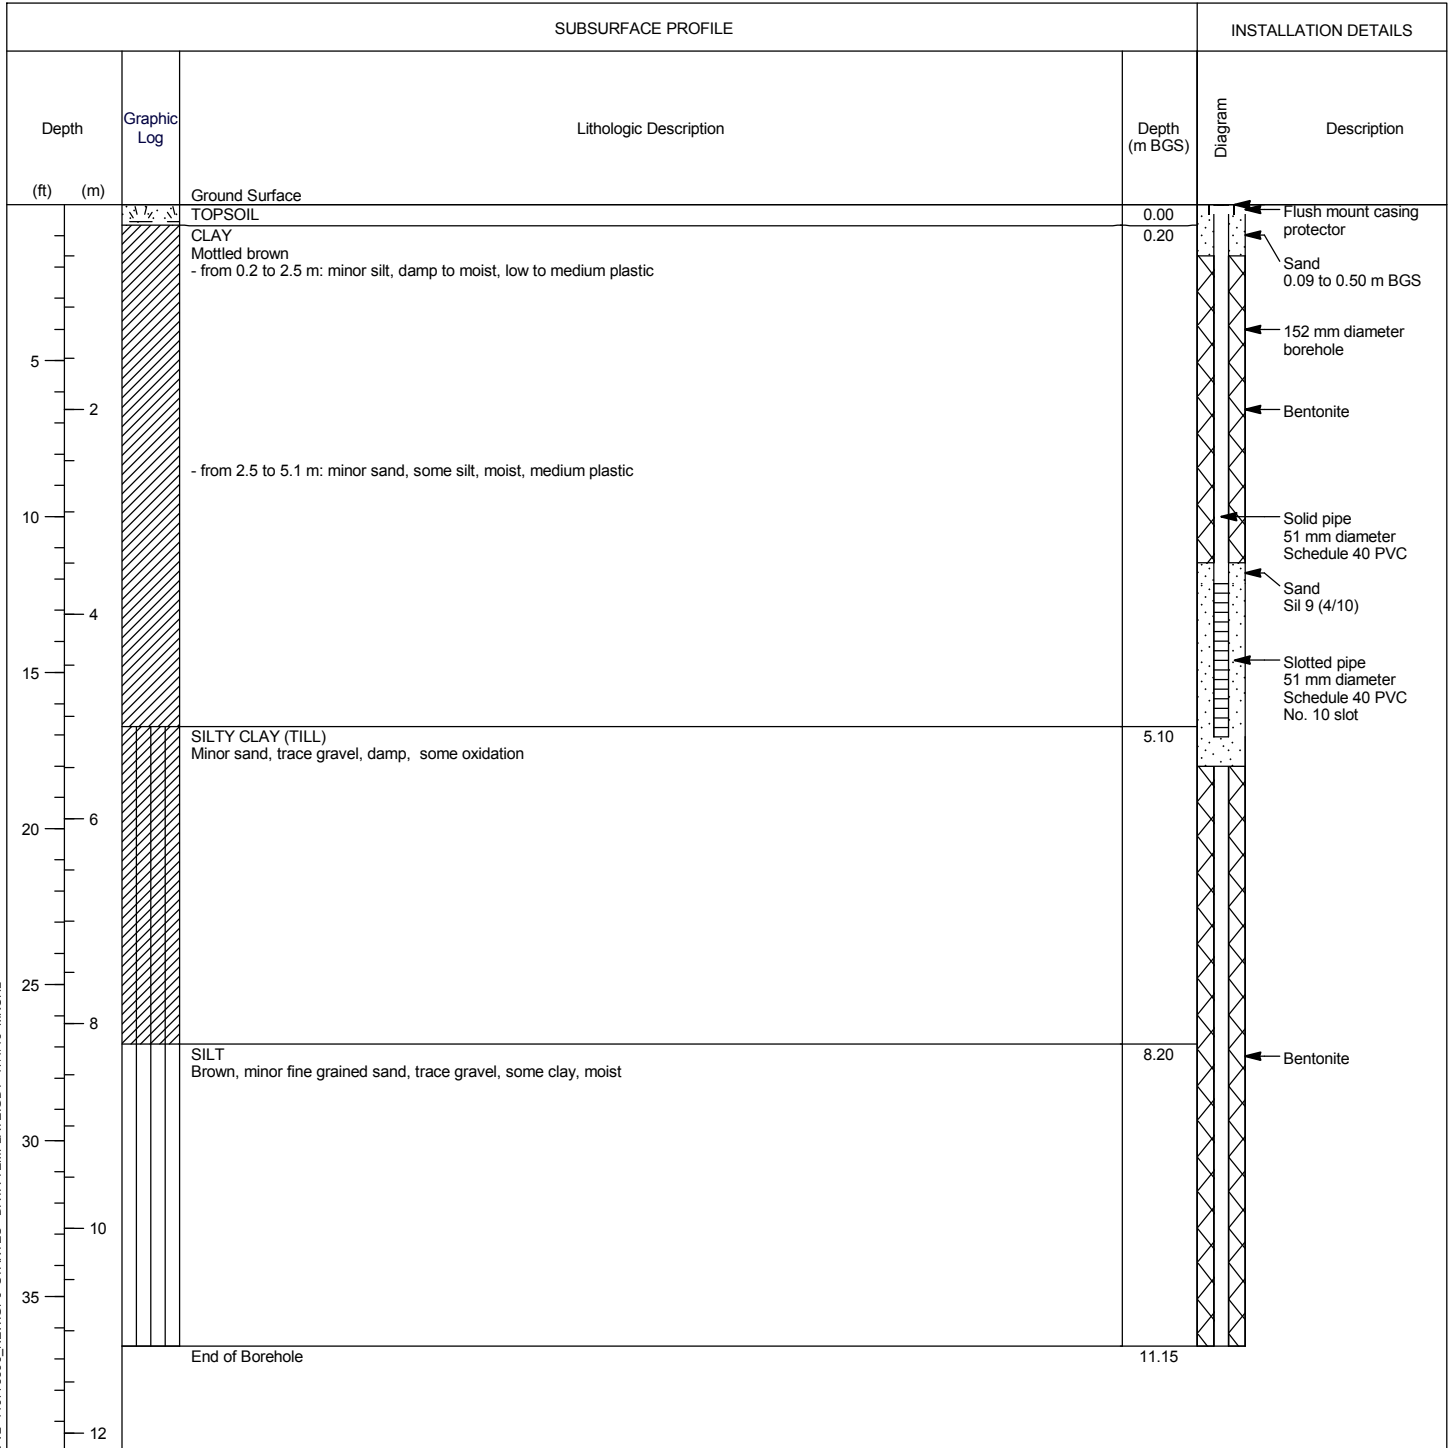 SUBSURFACE PROFILE
INSTALLATION DETAILS
Depth
Graphic
Log
Lithologic Description
Depth
(m BGS)
Diagram
Description
(ft) (m)
Ground Surface
TOPSOIL
0.00
Flush mount casing
protector
CLAY
0.20
Mottled brown
- from 0.2 to 2.5 m: minor silt, damp to moist, low to medium plastic
Sand
0.09 to 0.50 m BGS
152 mm diameter
borehole
5
2
Bentonite
- from 2.5 to 5.1 m: minor sand, some silt, moist, medium plastic
10
Solid pipe
51 mm diameter
Schedule 40 PVC
Sand
Sil 9 (4/10)
4
15
Slotted pipe
51 mm diameter
Schedule 40 PVC
No. 10 slot
SILTY CLAY (TILL)
5.10
Minor sand, trace gravel, damp,  some oxidation
6
20
25
8
SILT
8.20
Brown, minor fine grained sand, trace gravel, some clay, moist
Bentonite
30
10
35
End of Borehole
11.15
12